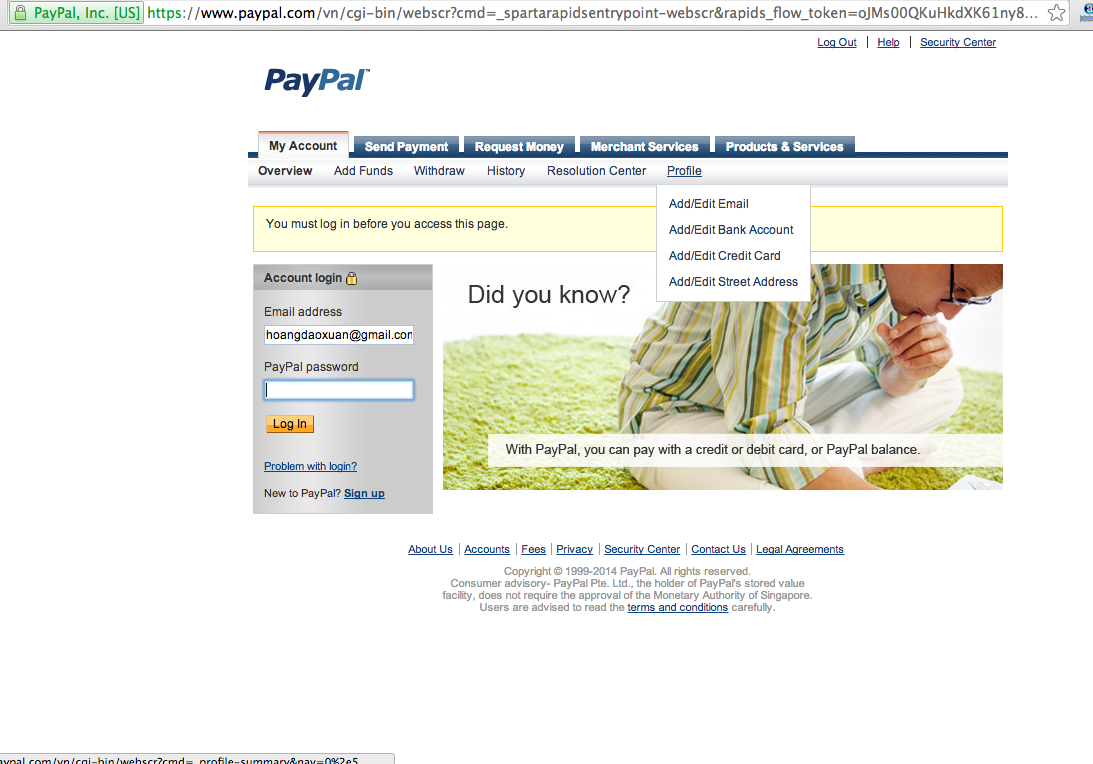 PayPal, Inc. [US] https://www.paypal.com/vn/cgi-bin/webscr?cmd=_spartarapidsentrypoint-webscr&rapids_flow_token=oJMs00QKuHkdXK61ny8...
Log Out | Help | Security Center
PayPal™
My Account Send Payment Request Money Merchant Services Products & Services
Overview Add Funds Withdraw History Resolution Center Profile
Add/Edit Email
Add/Edit Bank Account
Add/Edit Credit Card
Add/Edit Street Address
You must log in before you access this page.
Account login
Email address
hoangdaoxuan@gmail.com
PayPal password
Log In
Problem with login?
New to PayPal? Sign up
Did you know?
With PayPal, you can pay with a credit or debit card, or PayPal balance.
About Us | Accounts | Fees | Privacy | Security Center | Contact Us | Legal Agreements
Copyright © 1999-2014 PayPal. All rights reserved.
Consumer advisory- PayPal Pte. Ltd., the holder of PayPal's stored value
facility, does not require the approval of the Monetary Authority of Singapore.
Users are advised to read the terms and conditions carefully.
aypal.com/vn/cgi-bin/webscr?cmd=_profile-summary&nav=0%2e5